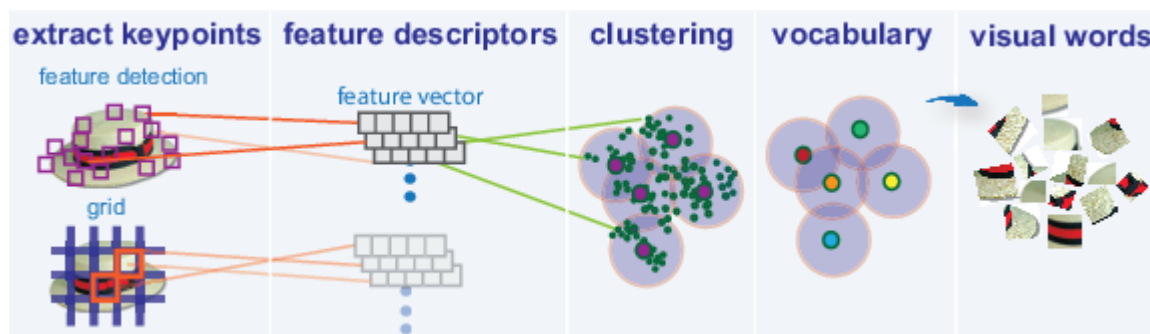 extract keypoints
feature descriptors
clustering
vocabulary
visual words
feature detection
feature vector
grid